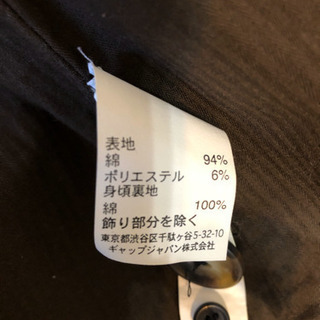 表地
綿 94%
ポリエステル 6%
身頃裏地
綿 100%
飾り部分を除く
東京都渋谷区千駄ヶ谷5-32-10
ギャップジャパン株式会社